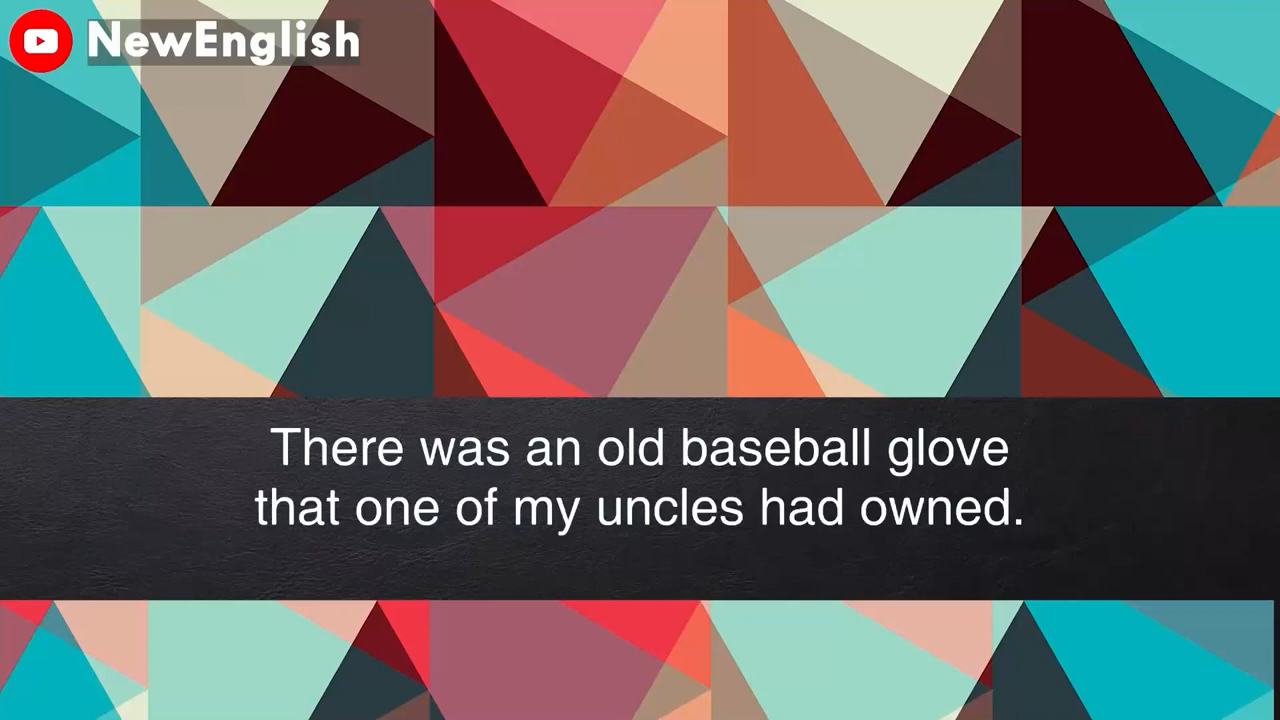 NewEnglish
There was an old baseball glove
that one of my uncles had owned.